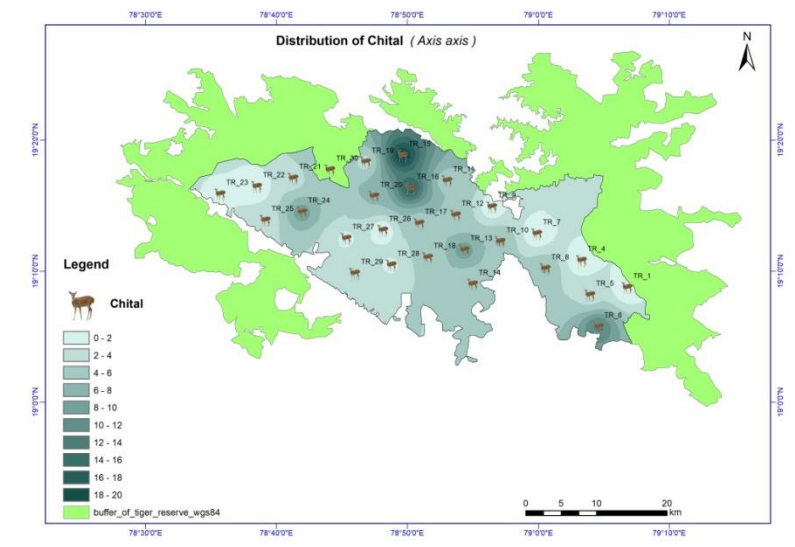 78°30'0"E 78°40'0"E 78°50'0"E 79°0'0"E 79°10'0"E
Distribution of Chital ( Axis axis )
N
19°20'0"N 19°20'0"N
TR_15
TR_19
TR_30
TR_21
TR_22
TR_23
TR_20
TR_16
TR_11
TR_24
TR_25
TR_12
TR_9
TR_17
TR_26
TR_27
TR_7
TR_10
TR_13
TR_18
TR_28
TR_29
TR_4
TR_8
TR_14
TR_5
TR_1
TR_6
19°10'0"N 19°10'0"N
Legend
Chital
0 - 2
2 - 4
4 - 6
6 - 8
8 - 10
10 - 12
12 - 14
14 - 16
16 - 18
18 - 20
buffer_of_tiger_reserve_wgs84
19°0'0"N 19°0'0"N
0 5 10 20
km
78°30'0"E 78°40'0"E 78°50'0"E 79°0'0"E 79°10'0"E